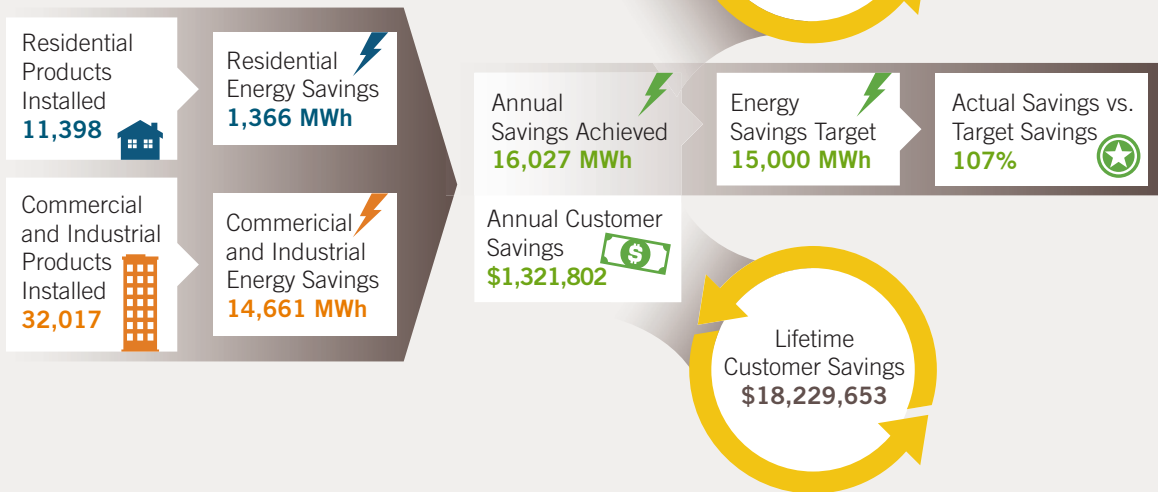 Residential
Products
Installed
11,398
Residential
Energy Savings
1,366 MWh
Commercial
and Industrial
Products
Installed
32,017
Commericial
and Industrial
Energy Savings
14,661 MWh
Annual
Savings Achieved
16,027 MWh
Energy
Savings Target
15,000 MWh
Actual Savings vs.
Target Savings
107%
Annual Customer
Savings
$
$1,321,802
Lifetime
Customer Savings
$18,229,653